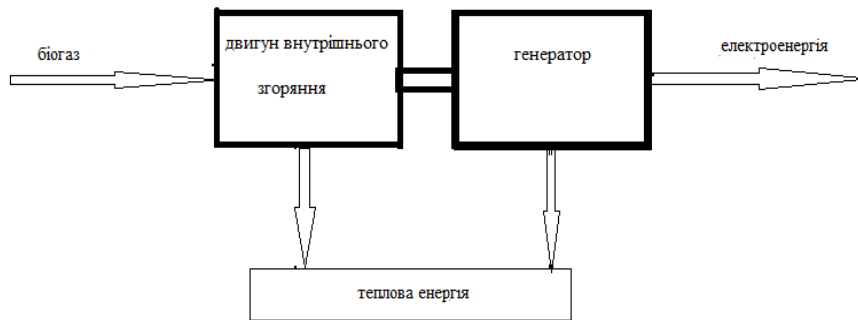 біогаз
двигун внутрішнього
згоряння
генератор
електроенергія
теплова енергія